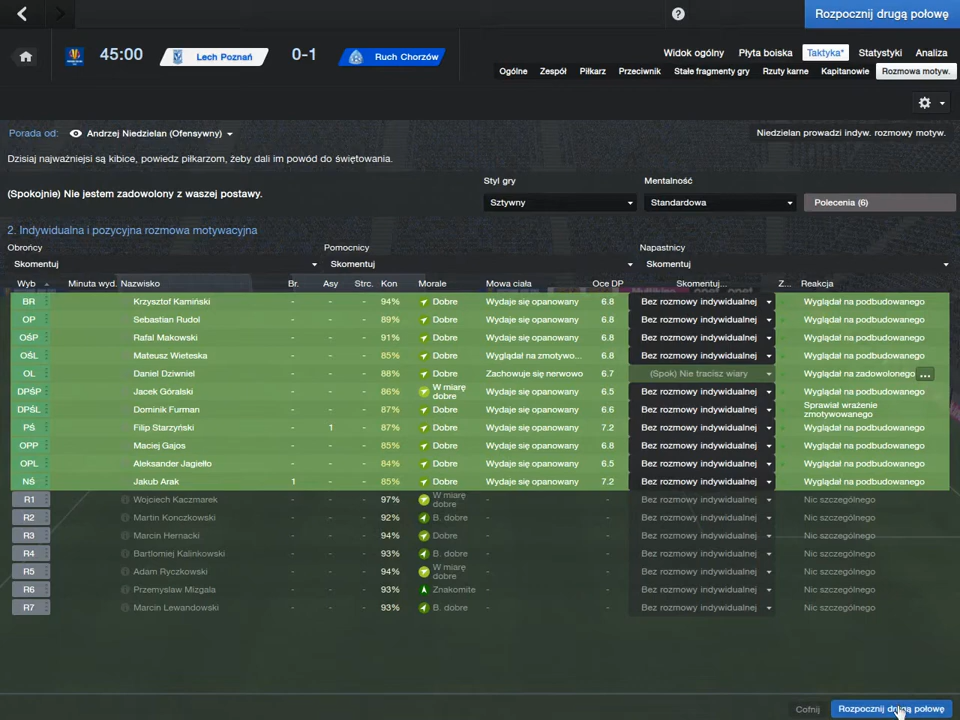 Rozpocznij drugą połowę
45:00 Lech Poznań 0-1 Ruch Chorzów
Widok ogólny Płyta boiska Taktyka* Statystyki Analiza
Ogólne Zespół Piłkarz Przeciwnik Stałe fragmenty gry Rzuty karne Kapitanowie Rozmowa motyw.
Porada od: Andrzej Niedzielan (Ofensywny) Niedzielan prowadzi indyw. rozmowy motyw.
Dzisiaj najważniejsi są kibice, powiedz piłkarzom, żeby dali im powód do świętowania.
Styl gry Mentalność
(Spokojnie) Nie jestem zadowolony z waszej postawy.
Sztywny Standardowa Polecenia (6)
2. Indywidualna i pozycyjna rozmowa motywacyjna
Obrońcy Pomocnicy Napastnicy
Skomentuj Skomentuj Skomentuj
Wyb Minuta wyd. Nazwisko Br. Asy Strc. Kon Morale Mowa ciała Oce DP Skomentuj... Z... Reakcja
BR - Krzysztof Kamiński - - - 94% Dobre Wydaje się opanowany 6.8 Bez rozmowy indywidualnej Wyglądał na podbudowanego
OP Sebastian Rudol - - - 89% Dobre Wydaje się opanowany 6.8 Bez rozmowy indywidualnej Wyglądał na podbudowanego
OŚP Rafał Makowski - - - 91% Dobre Wydaje się opanowany 6.8 Bez rozmowy indywidualnej Wyglądał na podbudowanego
OŚL Mateusz Wieteska - - - 85% Dobre Wyglądał na zmotywo... 6.8 Bez rozmowy indywidualnej Wyglądał na podbudowanego
OL Daniel Dziwniel - - - 88% Dobre Zachowuje się nerwowo 6.7 (Spok) Nie tracisz wiary Wyglądał na zadowolonego ...
DPŚP Jacek Góralski - - - 86% W miarę dobre Wydaje się opanowany 6.5 Bez rozmowy indywidualnej Wyglądał na podbudowanego
DPŚL Dominik Furman - - - 87% Dobre Wydaje się opanowany 6.6 Bez rozmowy indywidualnej Sprawiał wrażenie zmotywowanego
PŚ Filip Starzyński - 1 - 87% Dobre Wydaje się opanowany 7.2 Bez rozmowy indywidualnej Wyglądał na podbudowanego
OPP Maciej Gajos - - - 85% Dobre Wydaje się opanowany 6.8 Bez rozmowy indywidualnej Wyglądał na podbudowanego
OPL Aleksander Jagiełło - - - 84% Dobre Wydaje się opanowany 6.5 Bez rozmowy indywidualnej Wyglądał na podbudowanego
NŚ Jakub Arak 1 - - 85% Dobre Wydaje się opanowany 7.2 Bez rozmowy indywidualnej Wyglądał na podbudowanego
R1 Wojciech Kaczmarek - - - 97% W miarę dobre - - Bez rozmowy indywidualnej Nic szczególnego
R2 Martin Konczkowski - - - 92% B. dobre - - Bez rozmowy indywidualnej Nic szczególnego
R3 Marcin Hernacki - - - 94% Dobre - - Bez rozmowy indywidualnej Nic szczególnego
R4 Bartłomiej Kalinkowski - - - 93% B. dobre - - Bez rozmowy indywidualnej Nic szczególnego
R5 Adam Ryczkowski - - - 94% W miarę dobre - - Bez rozmowy indywidualnej Nic szczególnego
R6 Przemysław Mizgała - - - 93% Znakomite - - Bez rozmowy indywidualnej Nic szczególnego
R7 Marcin Lewandowski - - - 93% B. dobre - - Bez rozmowy indywidualnej Nic szczególnego
Cofnij Rozpocznij drugą połowę